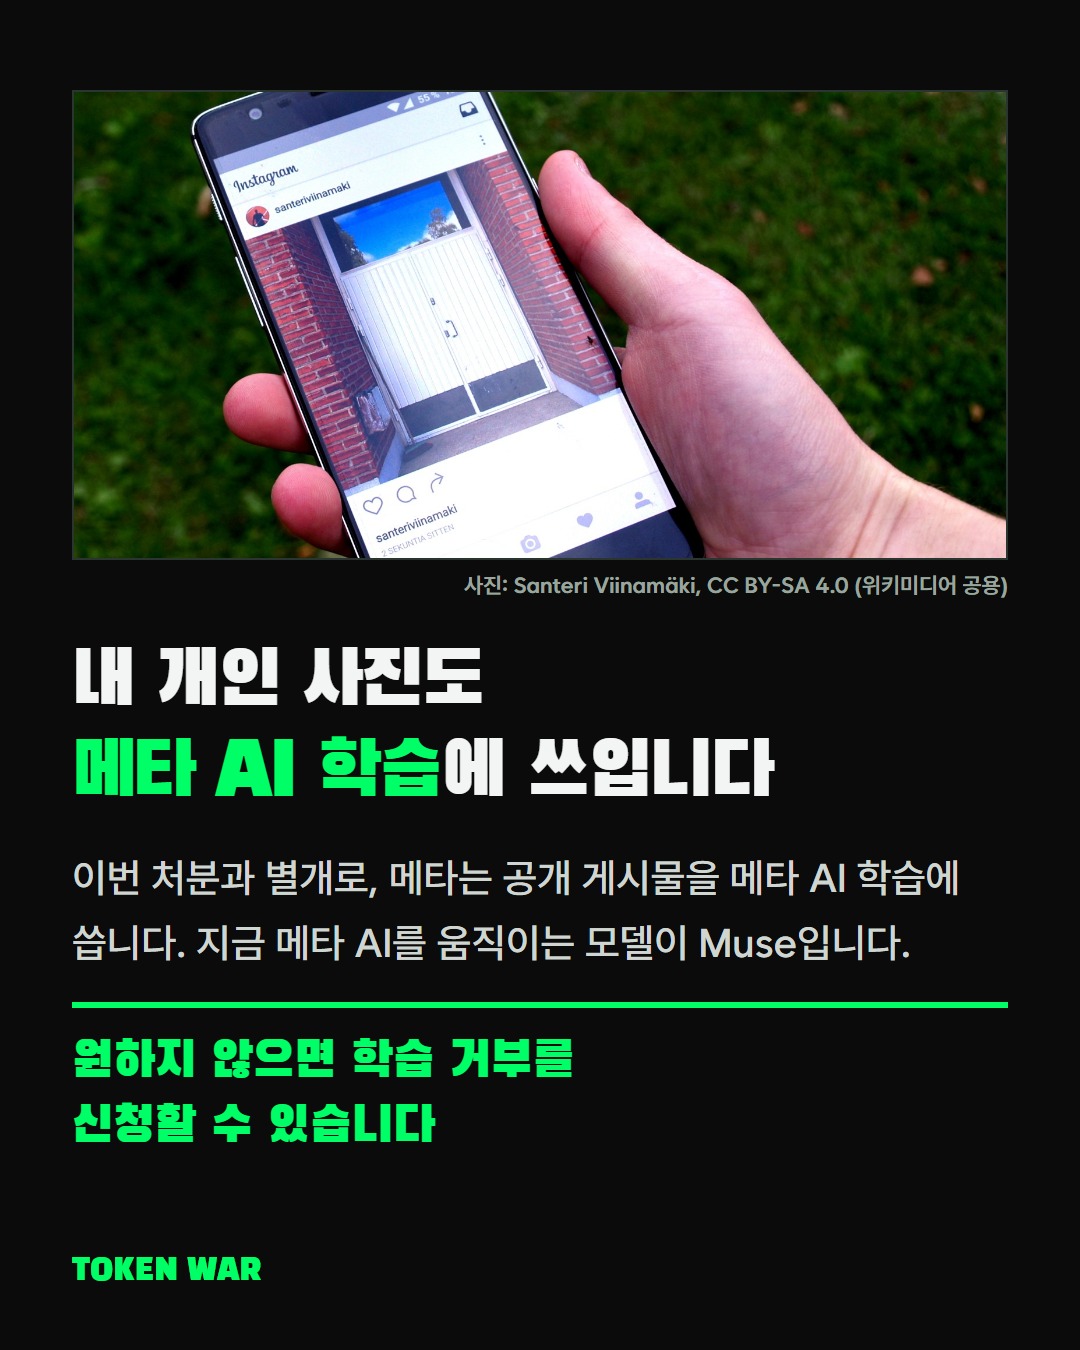 55 %
Instagram
santeriviinamaki
santeriviinamaki
2 SEKUNTIA SITTEN
사진: Santeri Viinamäki, CC BY-SA 4.0 (위키미디어 공용)
내 개인 사진도
메타 AI 학습에 쓰입니다
이번 처분과 별개로, 메타는 공개 게시물을 메타 AI 학습에
씁니다. 지금 메타 AI를 움직이는 모델이 Muse입니다.
원하지 않으면 학습 거부를
신청할 수 있습니다
TOKEN WAR